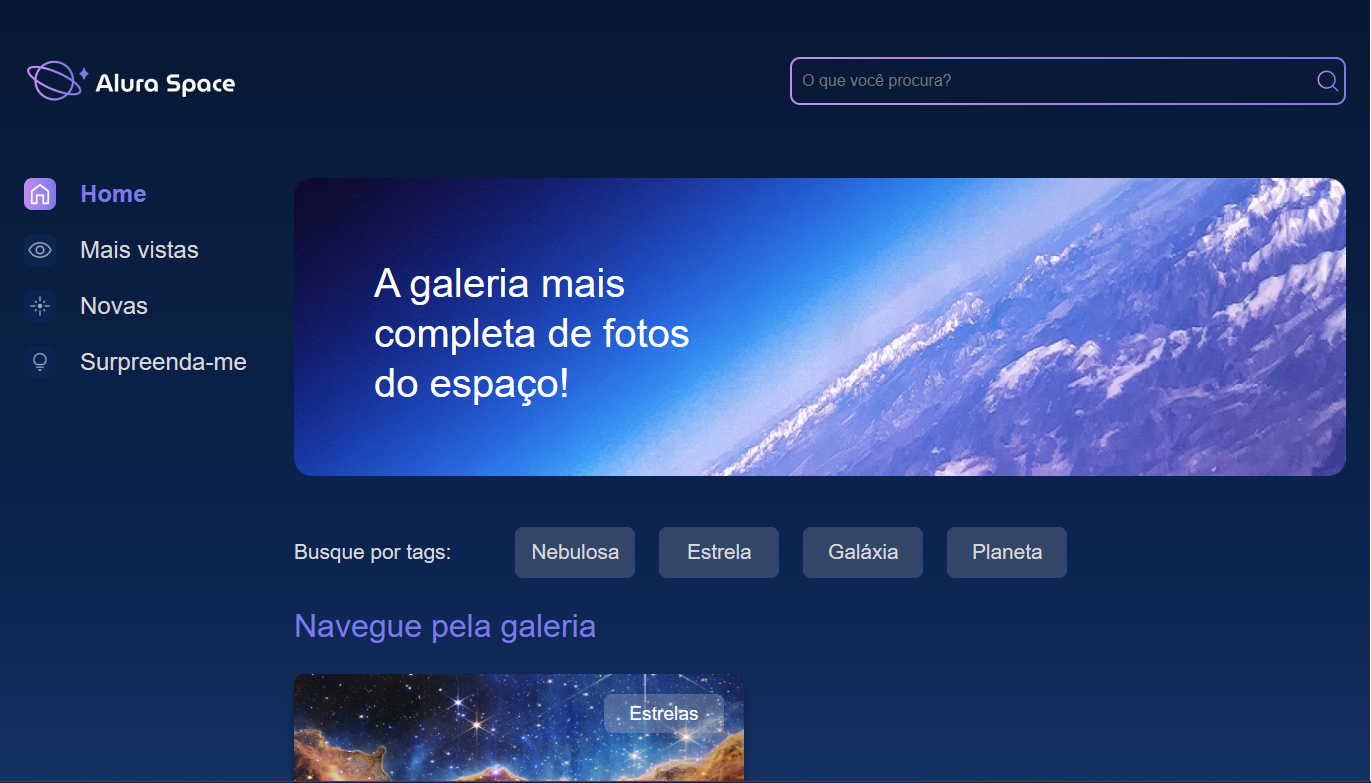 Alura Space
O que você procura?
Home
Mais vistas
Novas
Surpreenda-me
A galeria mais
completa de fotos
do espaço!
Busque por tags:
Nebulosa
Estrela
Galáxia
Planeta
Navegue pela galeria
Estrelas